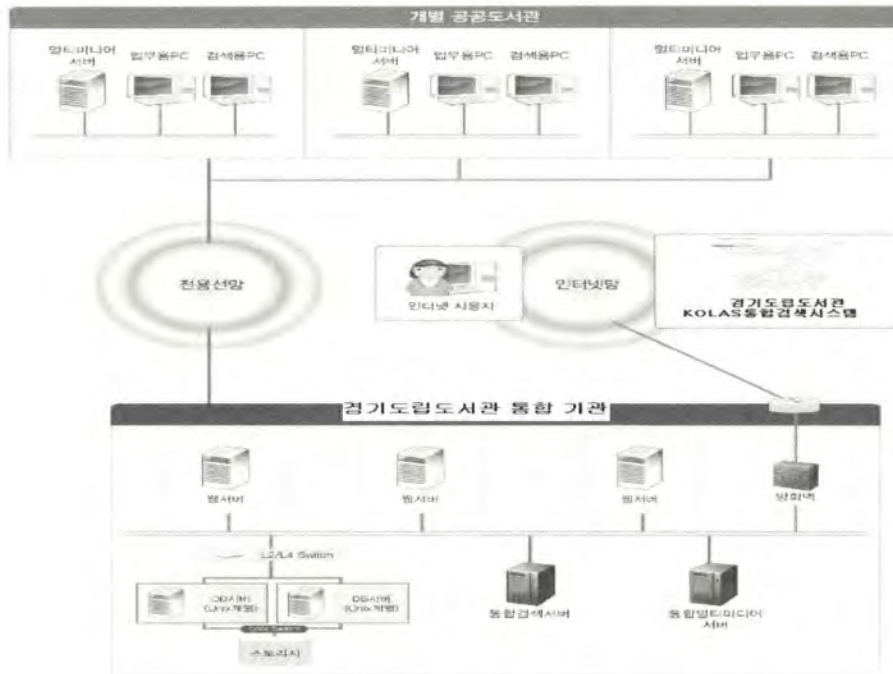 개별 공공도서관
멀티미디어
서버
업무용PC
검색용PC
멀티미디어
서버
업무용PC
검색용PC
멀티미디어
서버
업무용PC
검색용PC
전용선망
인터넷 사용자
인터넷망
경기도립도서관
KOLAS통합검색시스템
경기도립도서관 통합 기관
웹서버
웹서버
웹서버
방화벽
L2/L4 Switch
DB서버
(Unix계열)
DB서버
(Unix계열)
통합검색서버
통합멀티미디어
서버
스토리지